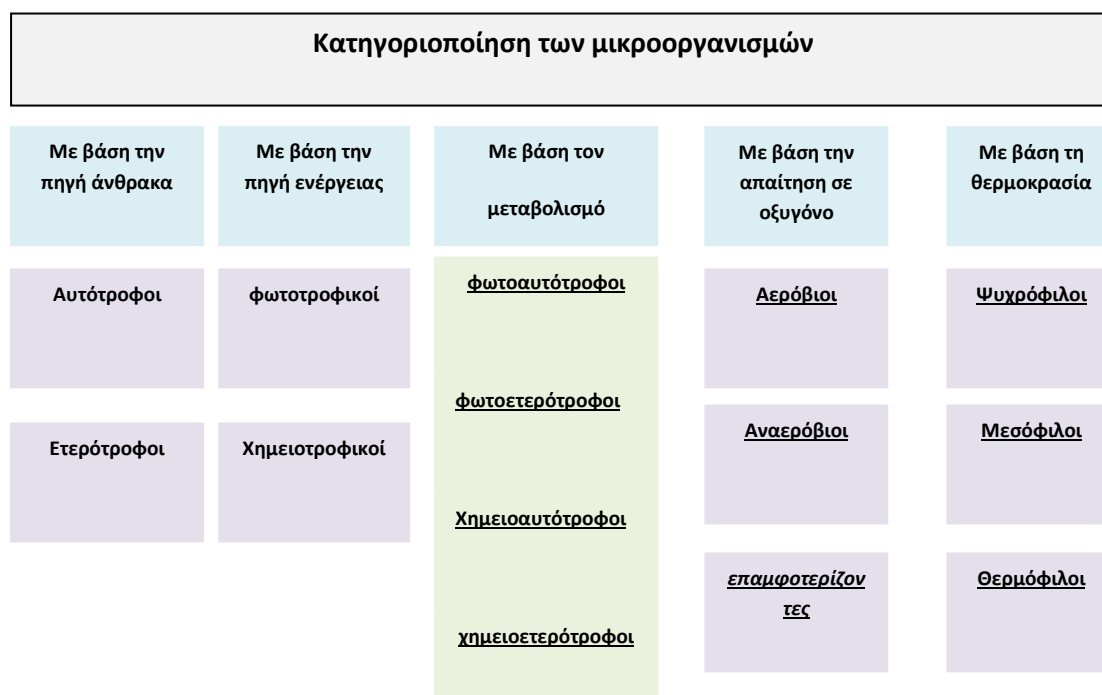 Κατηγοριοποίηση των μικροοργανισμών
Με βάση την
πηγή άνθρακα
Με βάση την
πηγή ενέργειας
Με βάση τον
μεταβολισμό
Με βάση την
απαίτηση σε
οξυγόνο
Με βάση τη
θερμοκρασία
Αυτότροφοι
Ετερότροφοι
φωτοτροφικοί
Χημειοτροφικοί
φωτοαυτότροφοι
φωτοετερότροφοι
Χημειοαυτότροφοι
χημειοετερότροφοι
Αερόβιοι
Αναερόβιοι
επαμφοτερίζον
τες
Ψυχρόφιλοι
Μεσόφιλοι
Θερμόφιλοι